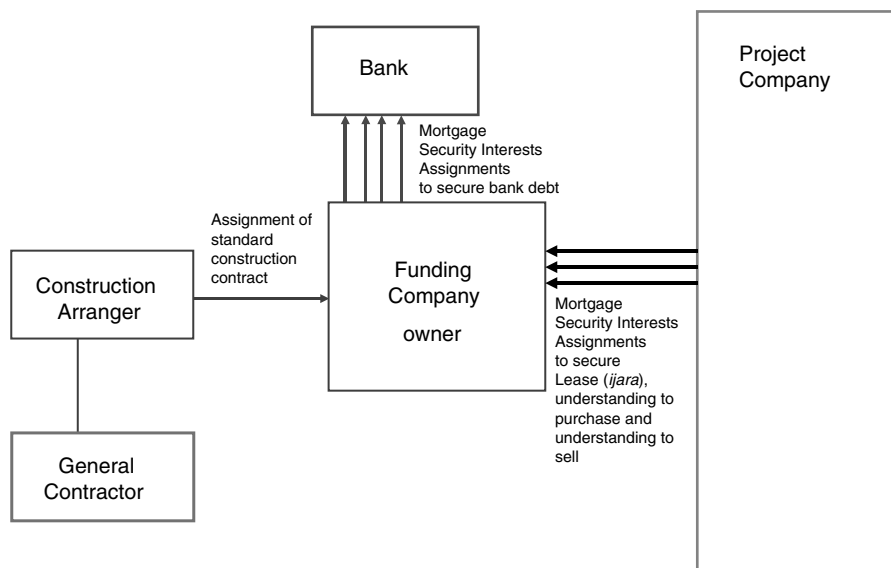 Bank
Project
Company
Mortgage
Security Interests
Assignments
to secure bank debt
Assignment of
standard
construction
contract
Construction
Arranger
Funding
Company
owner
Mortgage
Security Interests
Assignments
to secure
Lease (ijara),
understanding to
purchase and
understanding to
sell
General
Contractor